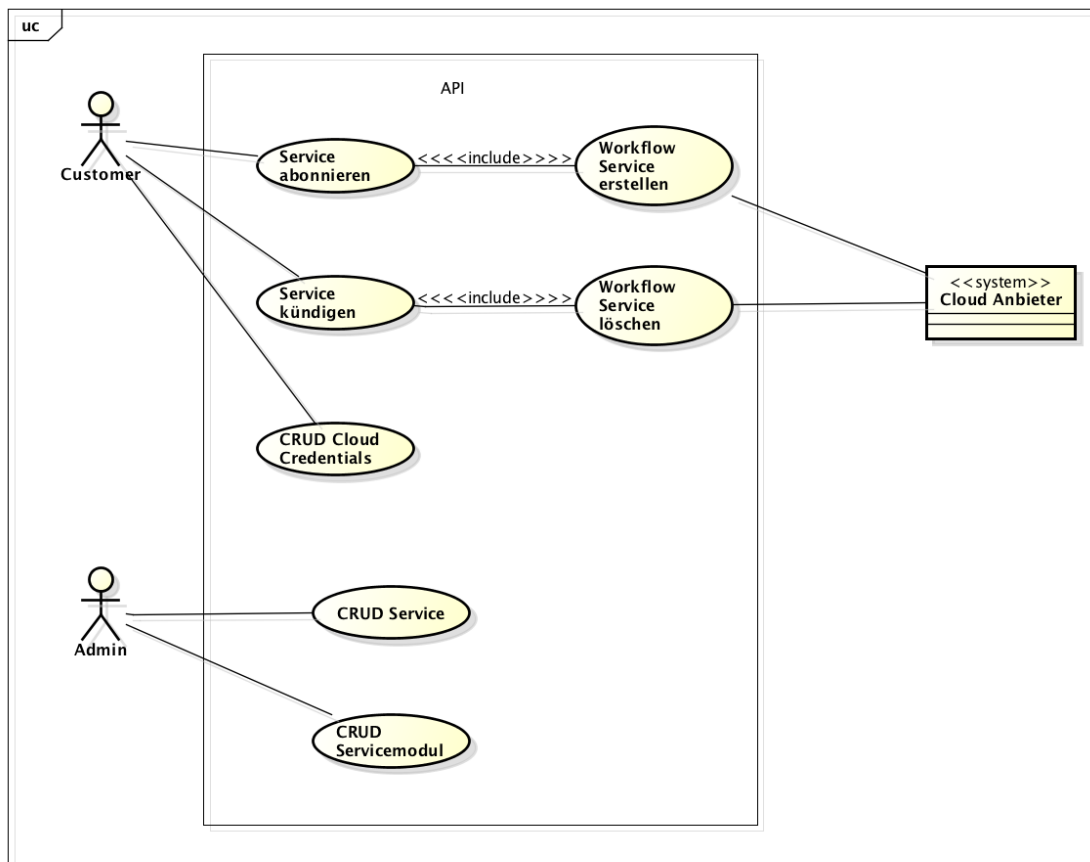 uc
API
Customer
Service
abonnieren
<<<<include>>>>
Workflow
Service
erstellen
Service
kündigen
<<<<include>>>>
Workflow
Service
löschen
<<system>>
Cloud Anbieter
CRUD Cloud
Credentials
Admin
CRUD Service
CRUD
Servicemodul